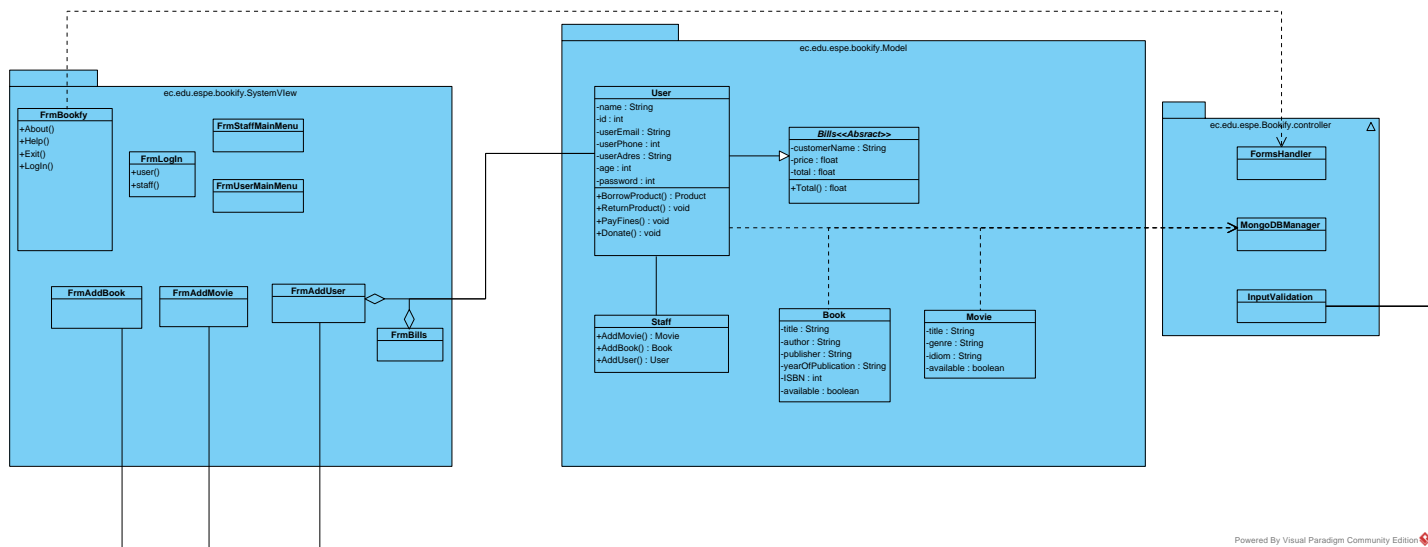 ec.edu.espe.bookify.SystemVIew
FrmBookfy
+About()
+Help()
+Exit()
+LogIn()
FrmLogIn
+user()
+staff()
FrmStaffMainMenu
FrmUserMainMenu
FrmAddBook
FrmAddMovie
FrmAddUser
FrmBills
ec.edu.espe.bookify.Model
User
-name : String
-id : int
-userEmail : String
-userPhone : int
-userAdres : String
-age : int
-password : int
+BorrowProduct() : Product
+ReturnProduct() : void
+PayFines() : void
+Donate() : void
Bills<<Absract>>
-customerName : String
-price : float
-total : float
+Total() : float
Staff
+AddMovie() : Movie
+AddBook() : Book
+AddUser() : User
Book
-title : String
-author : String
-publisher : String
-yearOfPublication : String
-ISBN : int
-available : boolean
Movie
-title : String
-genre : String
-idiom : String
-available : boolean
ec.edu.espe.Bookify.controller
FormsHandler
MongoDBManager
InputValidation
Powered By Visual Paradigm Community Edition